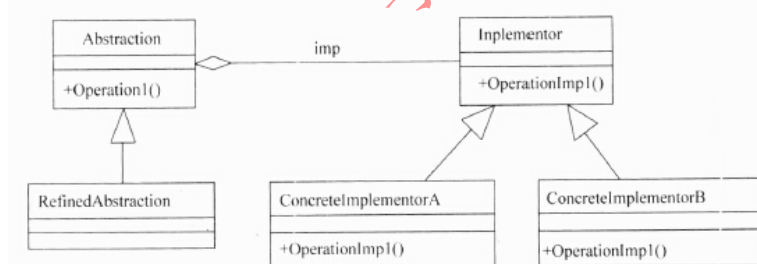 Abstraction
imp
Inplementor
+Operation1()
+OperationImp1()
RefinedAbstraction
ConcreteImplementorA
ConcreteImplementorB
+OperationImp1()
+OperationImp1()